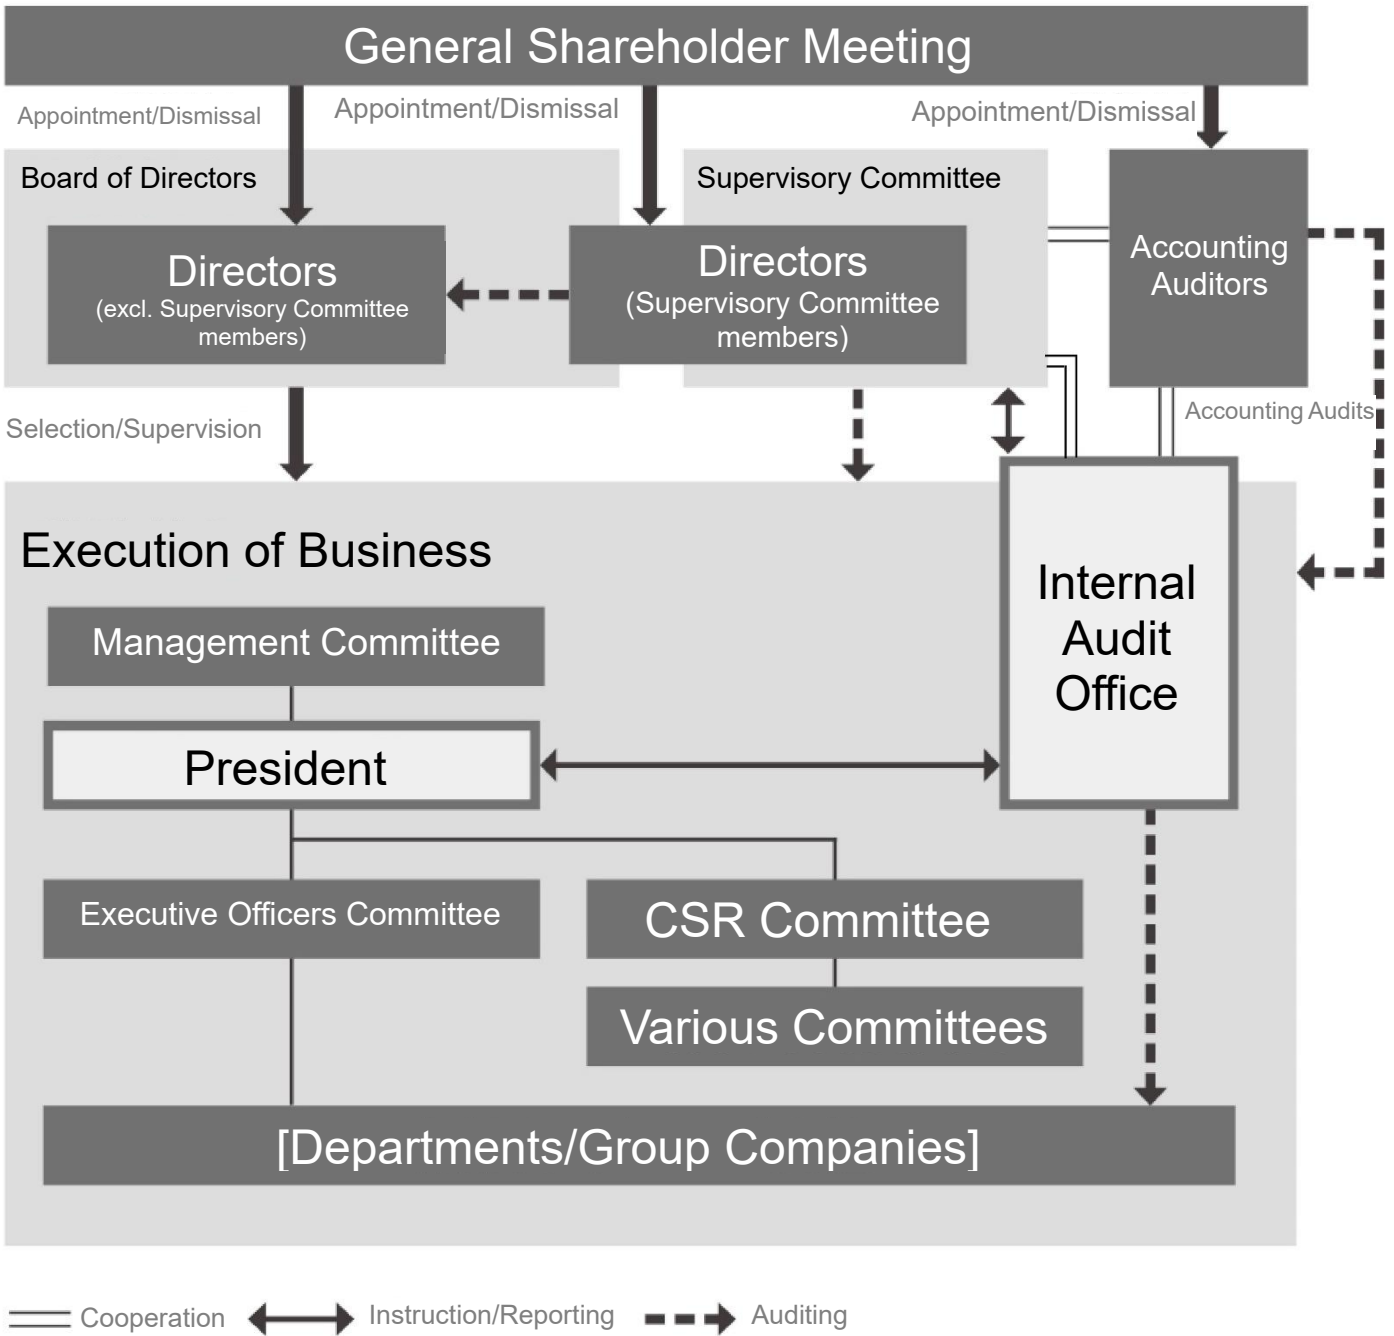 General Shareholder Meeting
Appointment/Dismissal
Appointment/Dismissal
Appointment/Dismissal
Board of Directors
Supervisory Committee
Directors
(excl. Supervisory Committee
members)
Directors
(Supervisory Committee
members)
Accounting
Auditors
Selection/Supervision
Accounting Audits
Execution of Business
Internal
Audit
Office
Management Committee
President
Executive Officers Committee
CSR Committee
Various Committees
[Departments/Group Companies]
Cooperation
Instruction/Reporting
Auditing